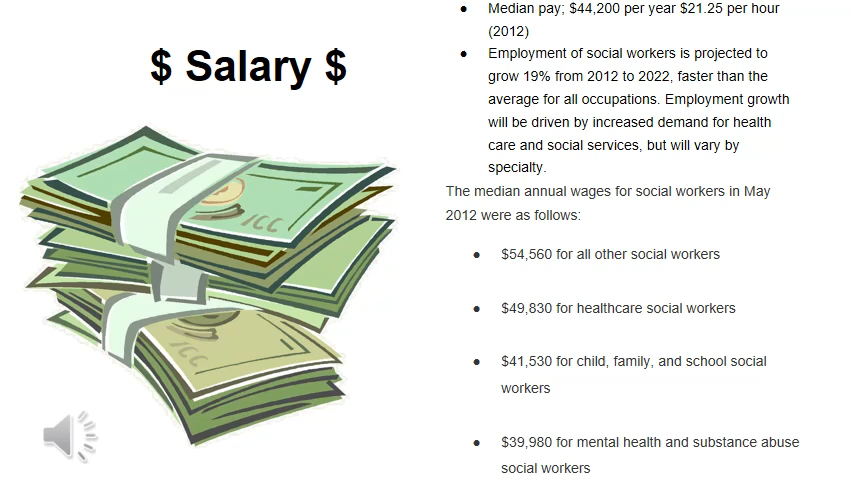 $ Salary $
● Median pay; $44,200 per year $21.25 per hour
(2012)
● Employment of social workers is projected to
grow 19% from 2012 to 2022, faster than the
average for all occupations. Employment growth
will be driven by increased demand for health
care and social services, but will vary by
specialty.
The median annual wages for social workers in May
2012 were as follows:
● $54,560 for all other social workers
● $49,830 for healthcare social workers
● $41,530 for child, family, and school social
workers
● $39,980 for mental health and substance abuse
social workers
ICC
ICC